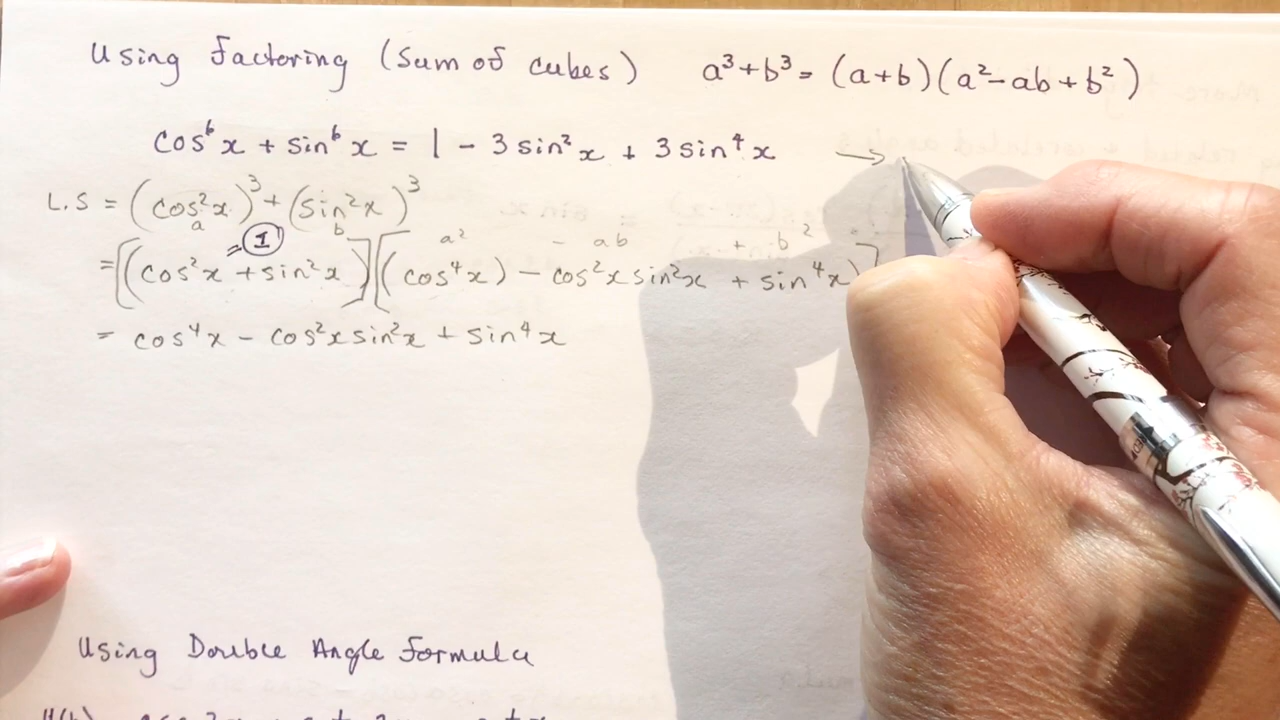 Using Factoring (Sum of cubes) a³+b³ = (a+b)(a²-ab+b²)
cos⁶x + sin⁶x = 1 - 3sin²x + 3sin⁴x →
L.S = (cos²x)³ + (sin²x)³
a b
= 1 a² - ab + b²
= [(cos²x + sin²x)][(cos⁴x) - cos²x sin²x + sin⁴x)]
= cos⁴x - cos²x sin²x + sin⁴x
Using Double Angle Formula